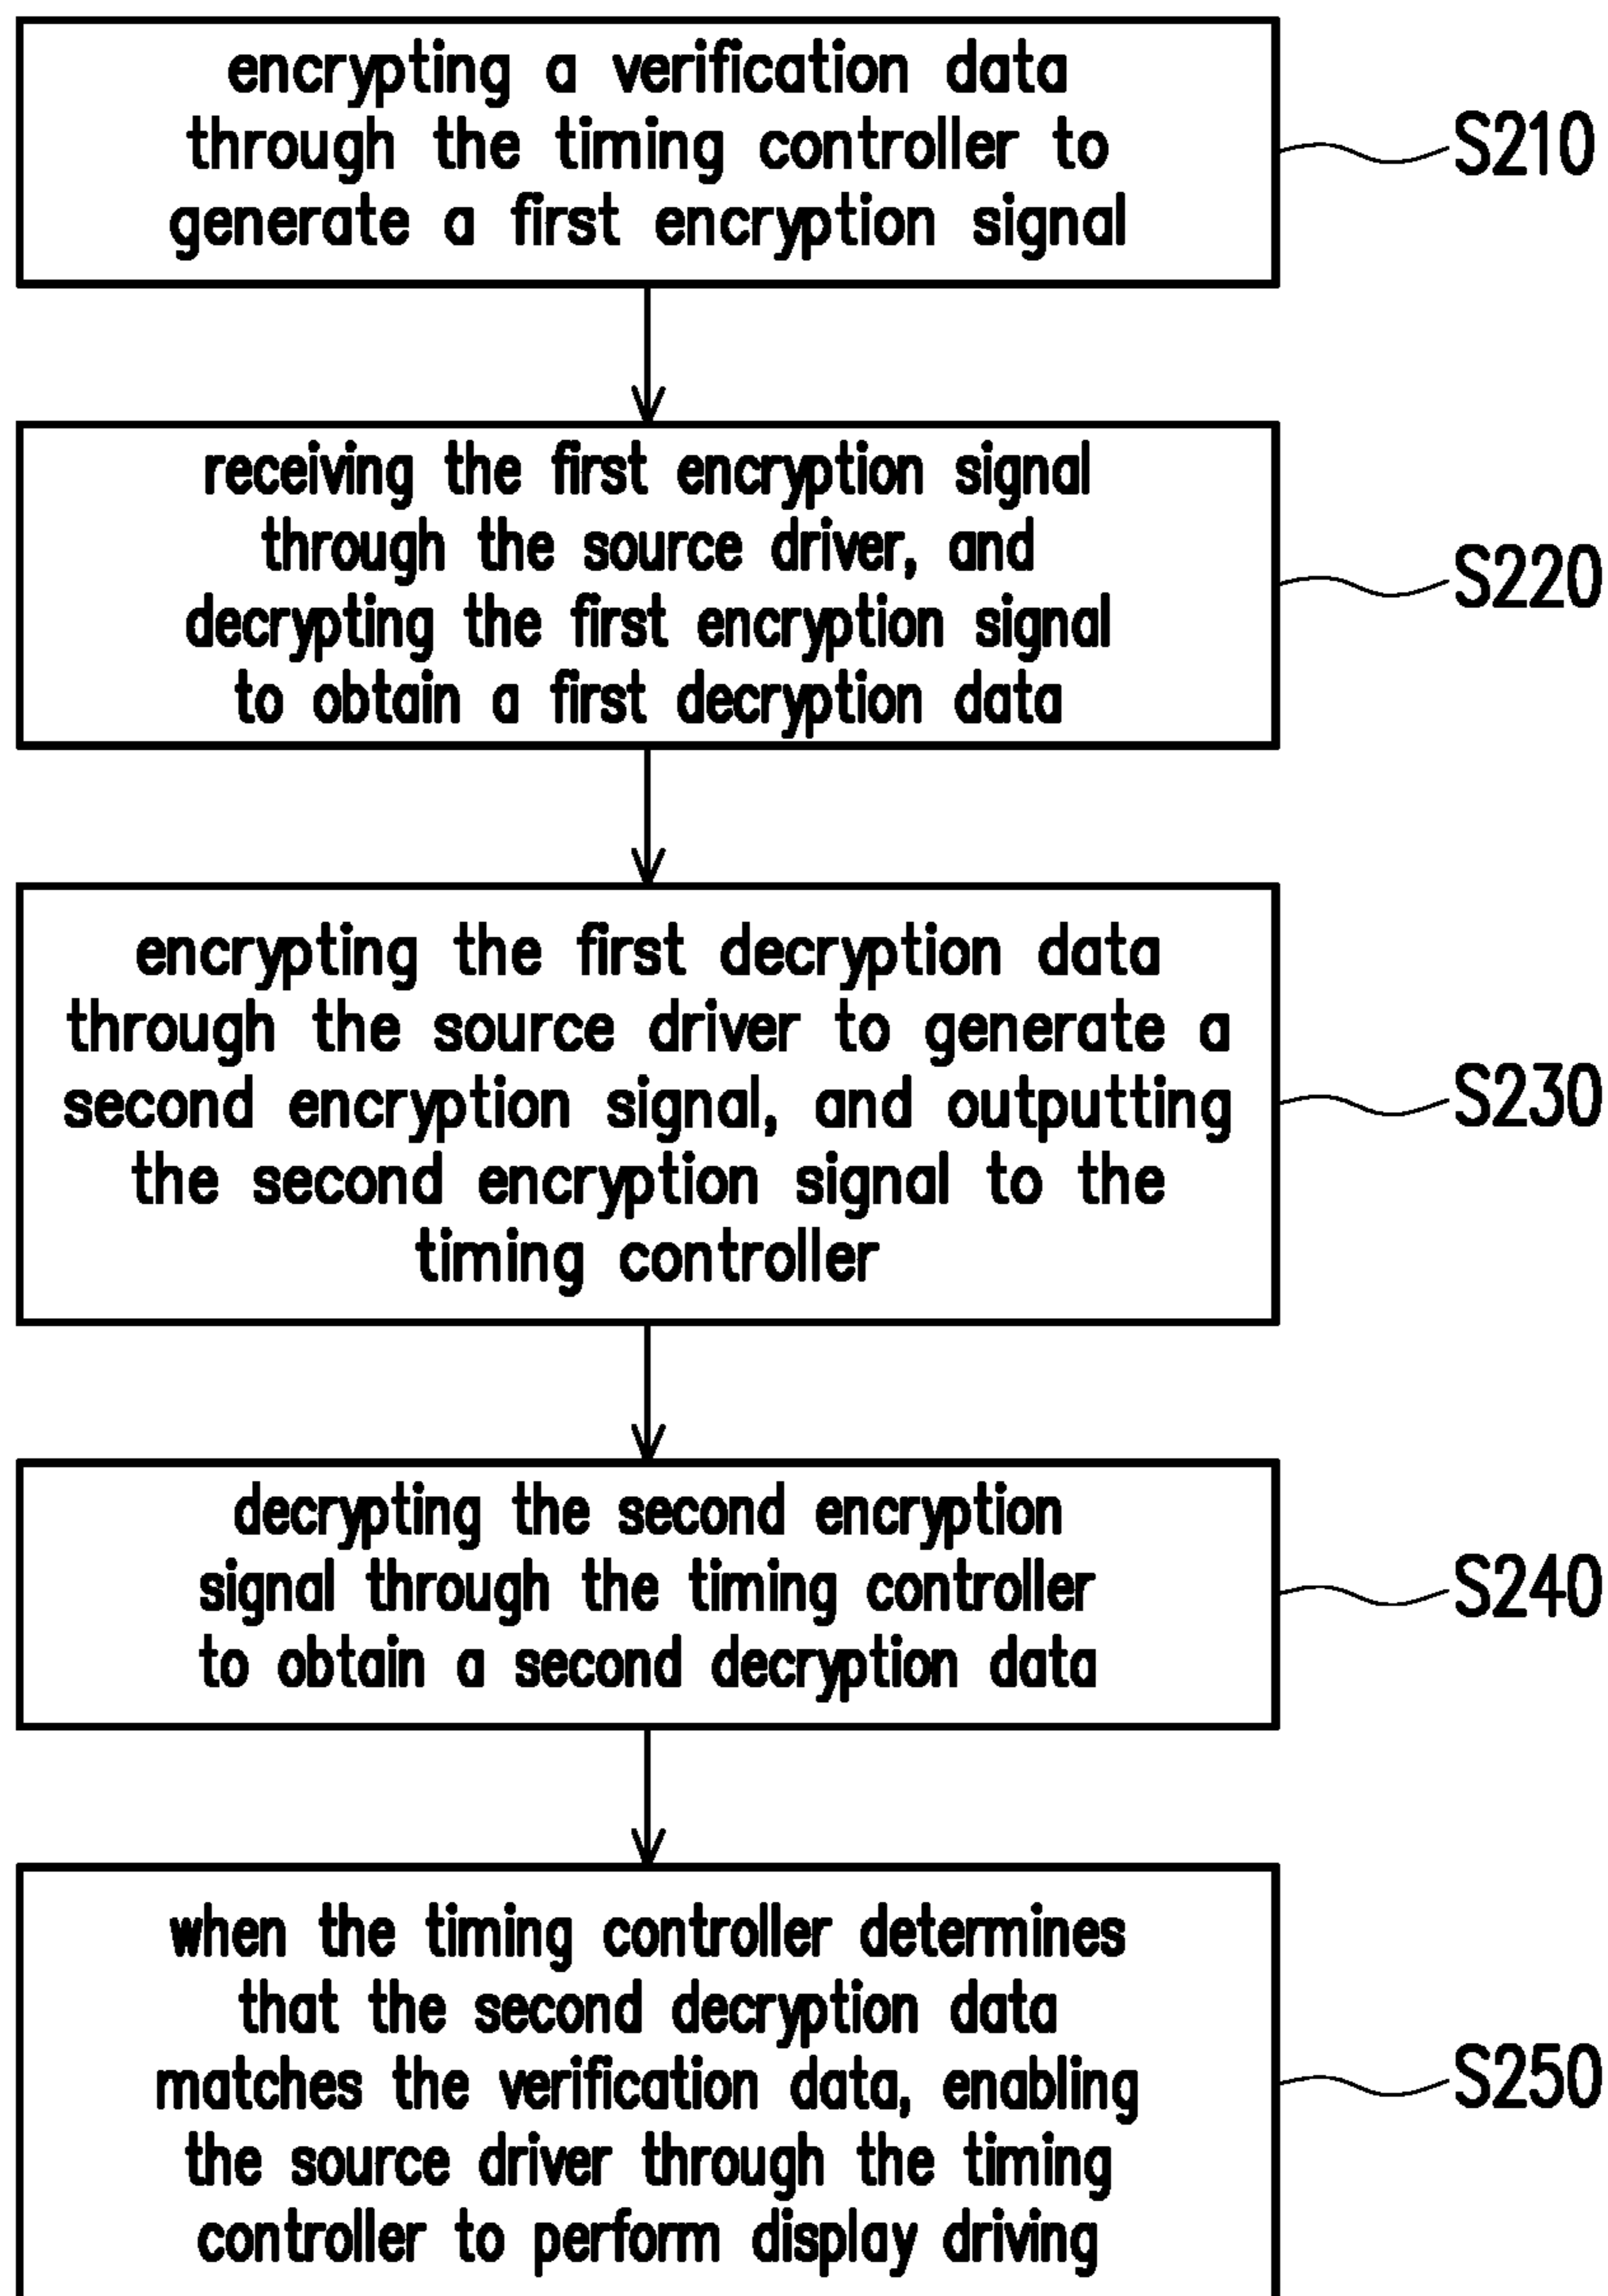 encrypting a verification data
through the timing controller to
generate a first encryption signal
S210
receiving the first encryption signal
through the source driver, and
decrypting the first encryption signal
to obtain a first decryption data
S220
encrypting the first decryption data
through the source driver to generate a
second encryption signal, and outputting
the second encryption signal to the
timing controller
S230
decrypting the second encryption
signal through the timing controller
to obtain a second decryption data
S240
when the timing controller determines
that the second decryption data
matches the verification data, enabling
the source driver through the timing
controller to perform display driving
S250